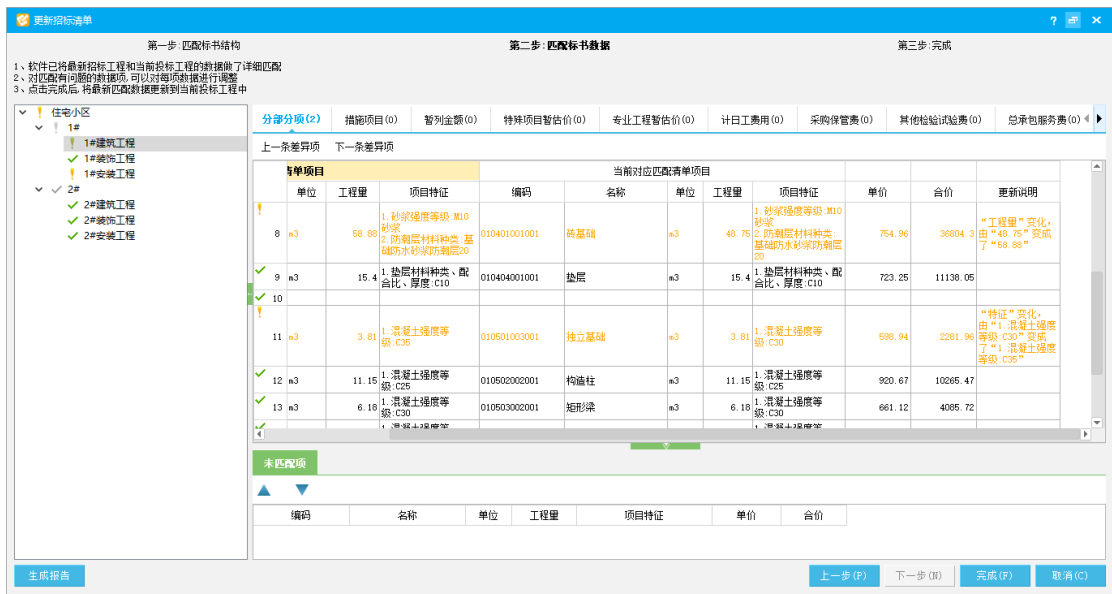 更新招标清单
第一步:匹配标书结构 第二步:匹配标书数据 第三步:完成
1、软件已将最新招标工程和当前投标工程的数据做了详细匹配
2、对匹配有问题的数据项,可以对每项数据进行调整
3、点击完成后,将最新匹配数据更新到当前投标工程中
住宅小区
1#
1#建筑工程
1#装饰工程
1#安装工程
2#
2#建筑工程
2#装饰工程
2#安装工程
分部分项(2) 措施项目(0) 暂列金额(0) 特殊项目暂估价(0) 专业工程暂估价(0) 计日工费用(0) 采购保管费(0) 其他检验试验费(0) 总承包服务费(0)
上一条差异项 下一条差异项
清单项目 当前对应匹配清单项目
单位 工程量 项目特征 编码 名称 单位 工程量 项目特征 单价 合价 更新说明
8 m3 58.88 1.砂浆强度等级:M10
砂浆
2.防潮层材料种类:基
础防水砂浆防潮层20
010401001001 砖基础 m3 48.75 1.砂浆强度等级:M10
砂浆
2.防潮层材料种类:
基础防水砂浆防潮层
20
754.96 36804.3 “工程量”变化,
由“48.75”变成
了“58.88”
9 m3 15.4 1.垫层材料种类、配
合比、厚度:C10
010404001001 垫层 m3 15.4 1.垫层材料种类、配
合比、厚度:C10
723.25 11138.05
10
11 m3 3.81 1.混凝土强度等
级:C35
010501003001 独立基础 m3 3.81 1.混凝土强度等
级:C30
598.94 2281.96 “特征”变化,
由“1.混凝土强度
等级:C30”变成
了“1.混凝土强度
等级:C35”
12 m3 11.15 1.混凝土强度等
级:C25
010502002001 构造柱 m3 11.15 1.混凝土强度等
级:C25
920.67 10265.47
13 m3 6.18 1.混凝土强度等
级:C30
010503002001 矩形梁 m3 6.18 1.混凝土强度等
级:C30
661.12 4085.72
未匹配项
编码 名称 单位 工程量 项目特征 单价 合价
生成报告 上一步(P) 下一步(N) 完成(F) 取消(C)